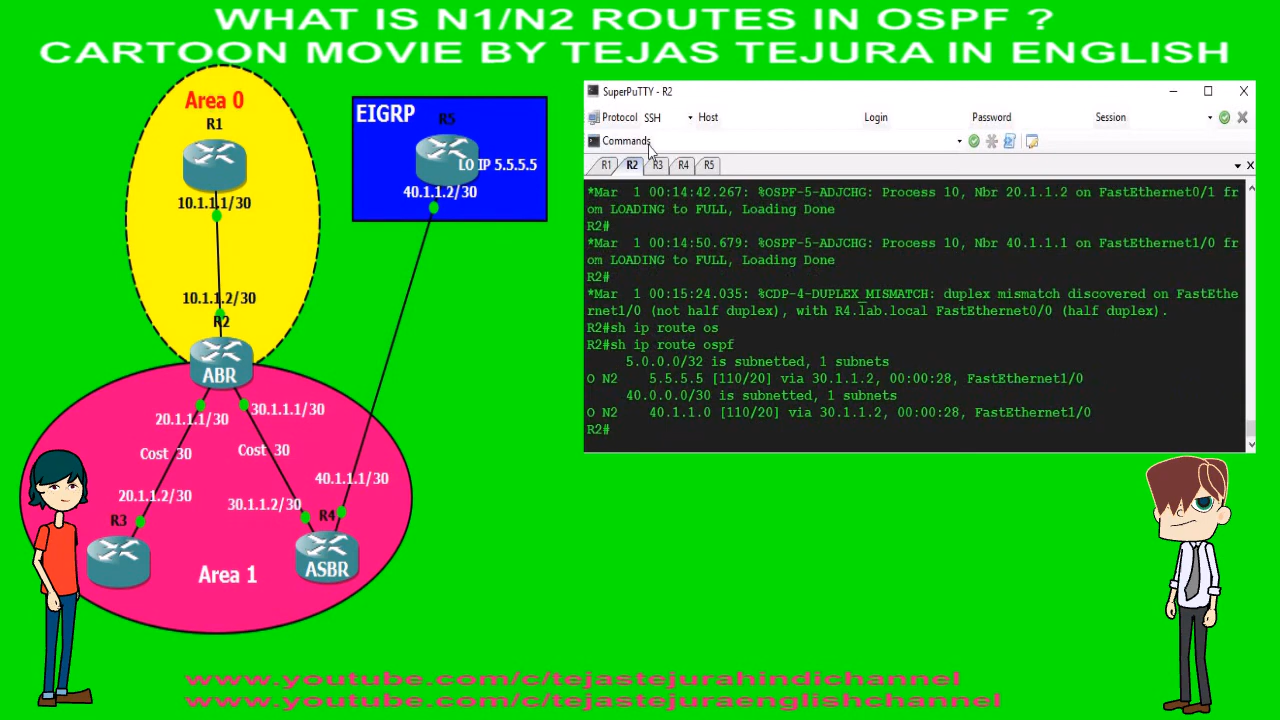 WHAT IS N1/N2 ROUTES IN OSPF ?
CARTOON MOVIE BY TEJAS TEJURA IN ENGLISH
Area 0
R1
10.1.1.1/30
10.1.1.2/30
R2
ABR
EIGRP
R5
LO IP 5.5.5.5
40.1.1.2/30
20.1.1.1/30
30.1.1.1/30
Cost 30
Cost 30
40.1.1.1/30
20.1.1.2/30
30.1.1.2/30
R3
R4
ASBR
Area 1
SuperPuTTY - R2
Protocol SSH Host Login Password Session
Commands
R1 R2 R3 R4 R5
*Mar  1 00:14:42.267: %OSPF-5-ADJCHG: Process 10, Nbr 20.1.1.2 on FastEthernet0/1 fr
om LOADING to FULL, Loading Done
R2#
*Mar  1 00:14:50.679: %OSPF-5-ADJCHG: Process 10, Nbr 40.1.1.1 on FastEthernet1/0 fr
om LOADING to FULL, Loading Done
R2#
*Mar  1 00:15:24.035: %CDP-4-DUPLEX_MISMATCH: duplex mismatch discovered on FastEthe
rnet1/0 (not half duplex), with R4.lab.local FastEthernet0/0 (half duplex).
R2#sh ip route os
R2#sh ip route ospf
5.0.0.0/32 is subnetted, 1 subnets
O N2    5.5.5.5 [110/20] via 30.1.1.2, 00:00:28, FastEthernet1/0
40.0.0.0/30 is subnetted, 1 subnets
O N2    40.1.1.0 [110/20] via 30.1.1.2, 00:00:28, FastEthernet1/0
R2#
www.youtube.com/c/tejastejurahindichannel
www.youtube.com/c/tejastejuraenglishchannel